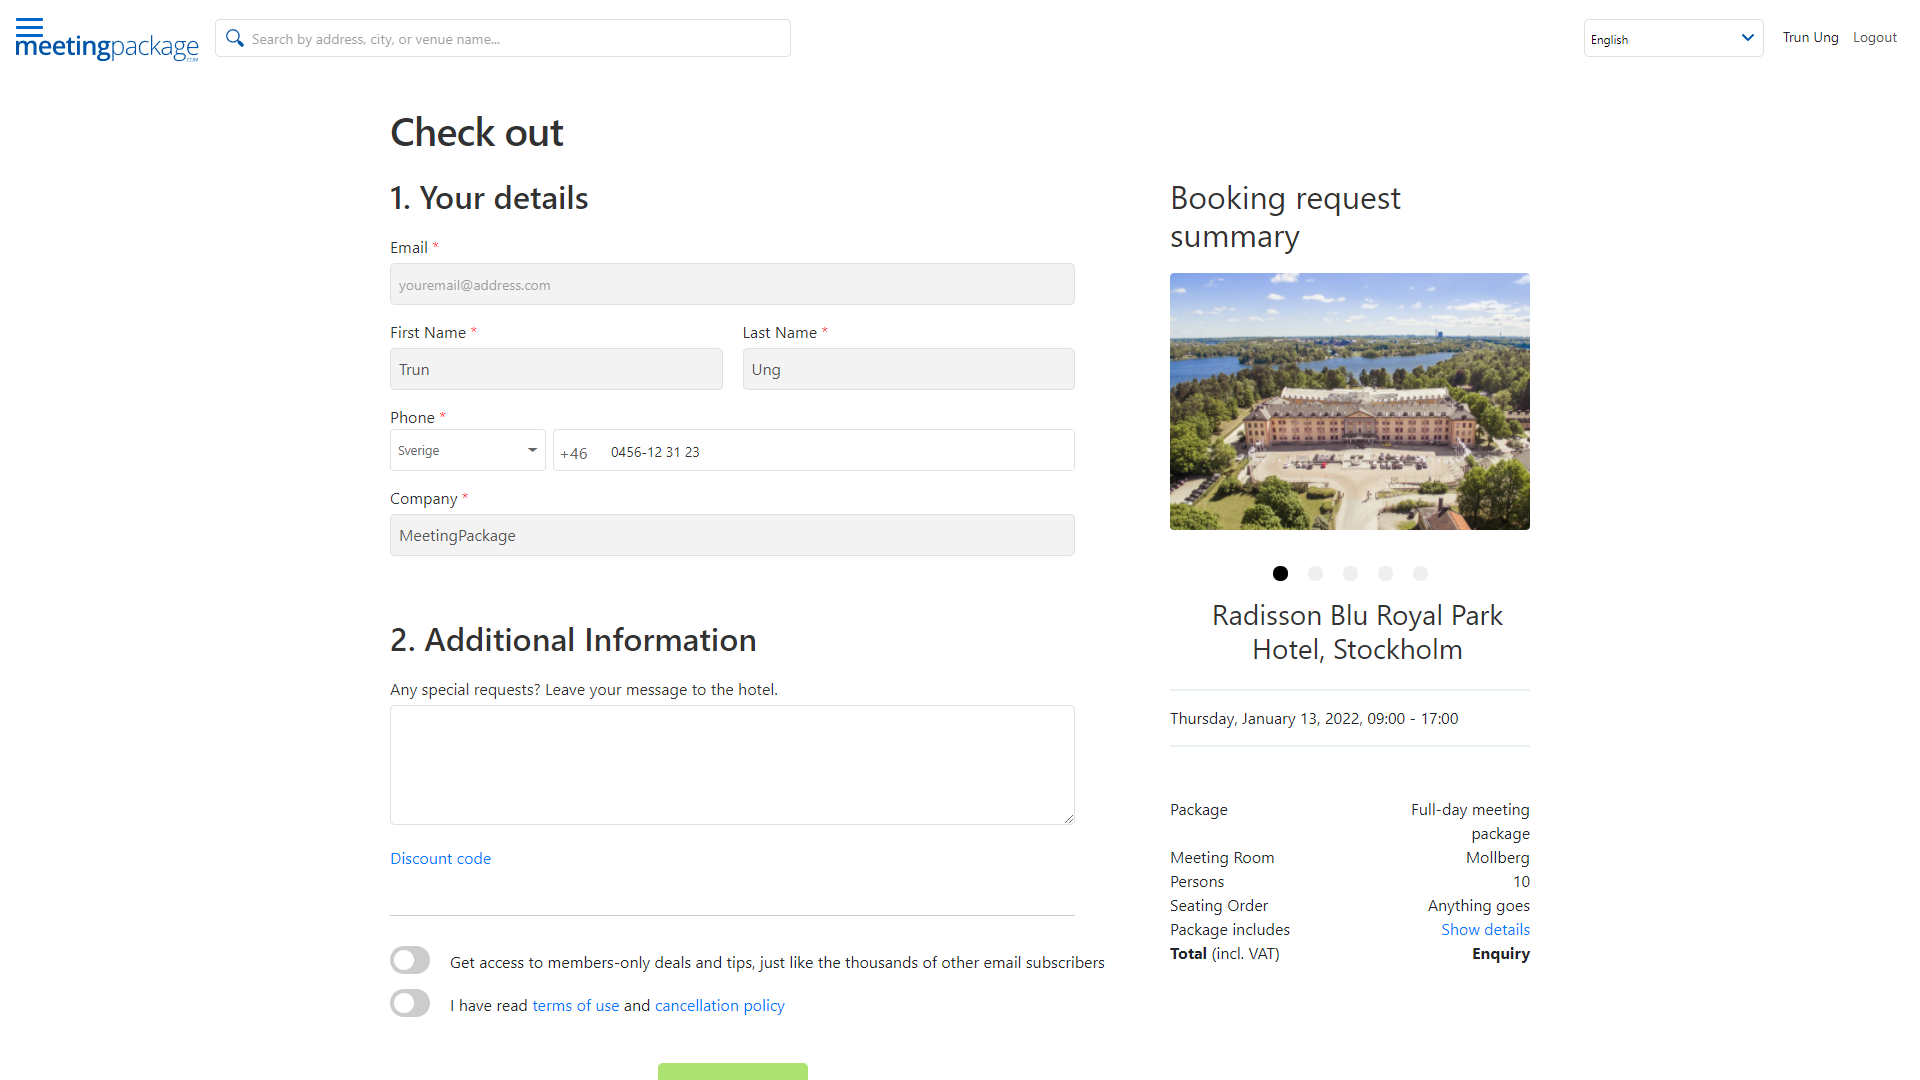 meetingpackage
.com
Search by address, city, or venue name...
English
Trun Ung
Logout
Check out
1. Your details
Email *
youremail@address.com
First Name *
Last Name *
Trun
Ung
Phone *
Sverige
+46
0456-12 31 23
Company *
MeetingPackage
2. Additional Information
Any special requests? Leave your message to the hotel.
Discount code
Get access to members-only deals and tips, just like the thousands of other email subscribers
I have read terms of use and cancellation policy
Booking request
summary
Radisson Blu Royal Park
Hotel, Stockholm
Thursday, January 13, 2022, 09:00 - 17:00
Package
Full-day meeting
package
Meeting Room
Mollberg
Persons
10
Seating Order
Anything goes
Package includes
Show details
Total (incl. VAT)
Enquiry